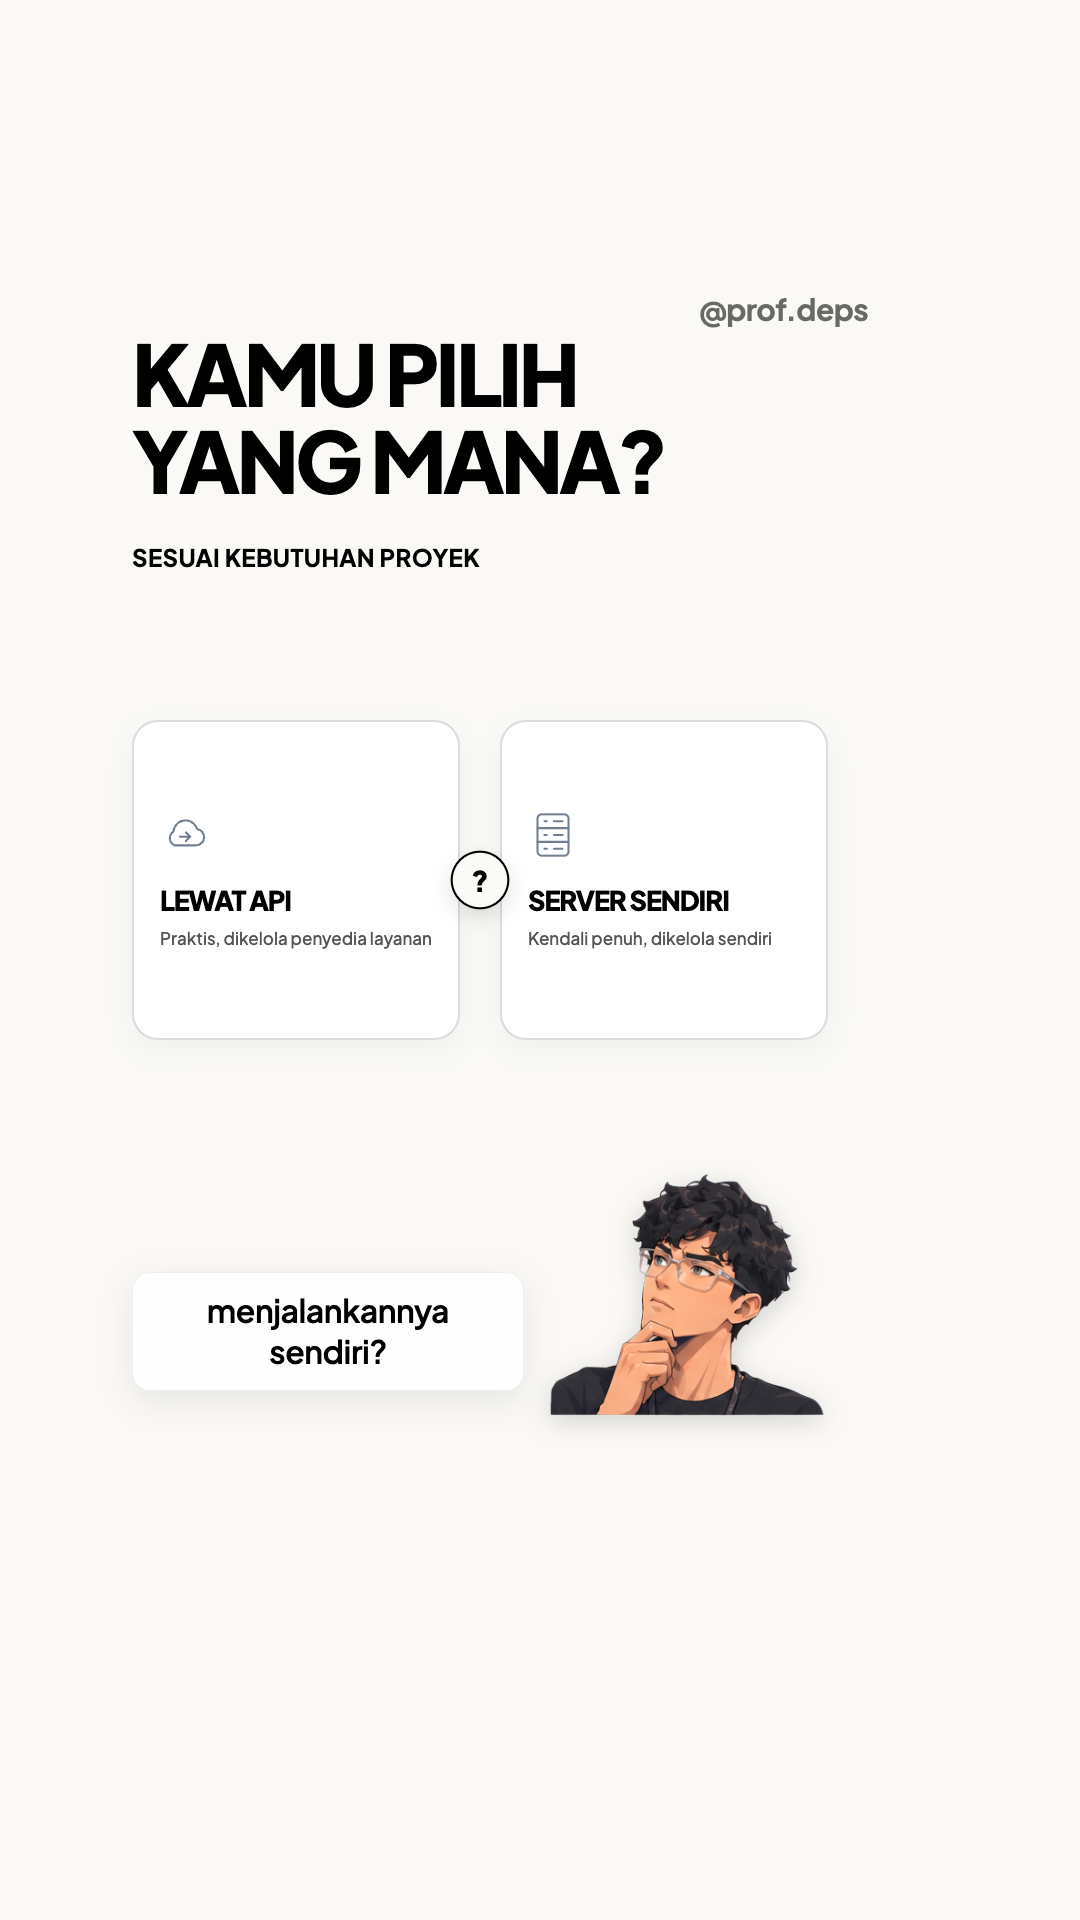 @prof.deps
KAMU PILIH
YANG MANA?
SESUAI KEBUTUHAN PROYEK
LEWAT API
Praktis, dikelola penyedia layanan
?
SERVER SENDIRI
Kendali penuh, dikelola sendiri
menjalankannya
sendiri?